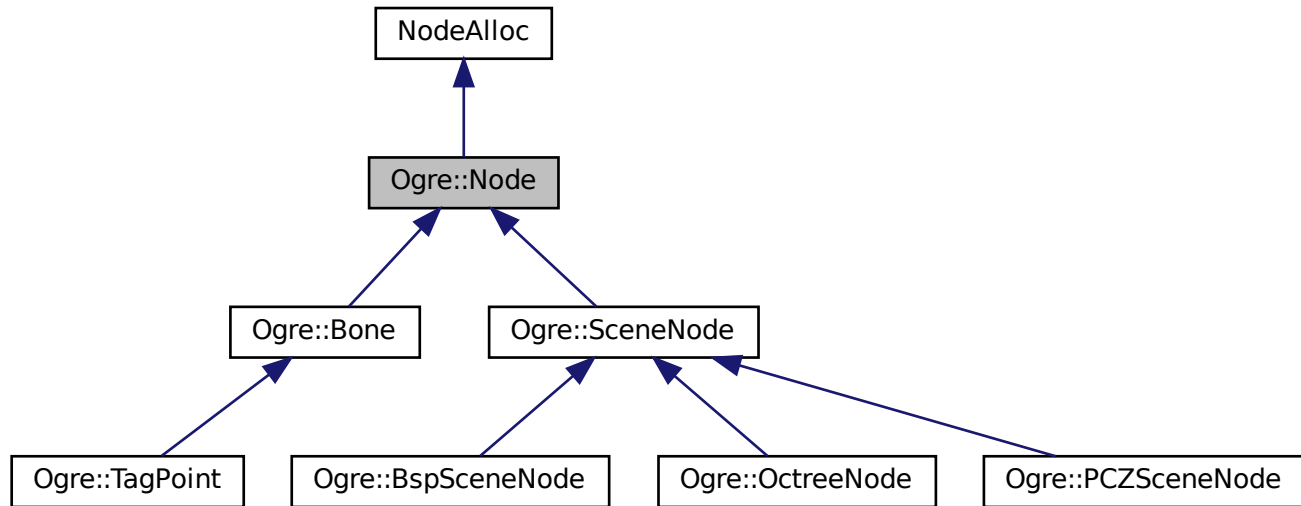 NodeAlloc
Ogre::Node
Ogre::Bone
Ogre::SceneNode
Ogre::TagPoint
Ogre::BspSceneNode
Ogre::OctreeNode
Ogre::PCZSceneNode